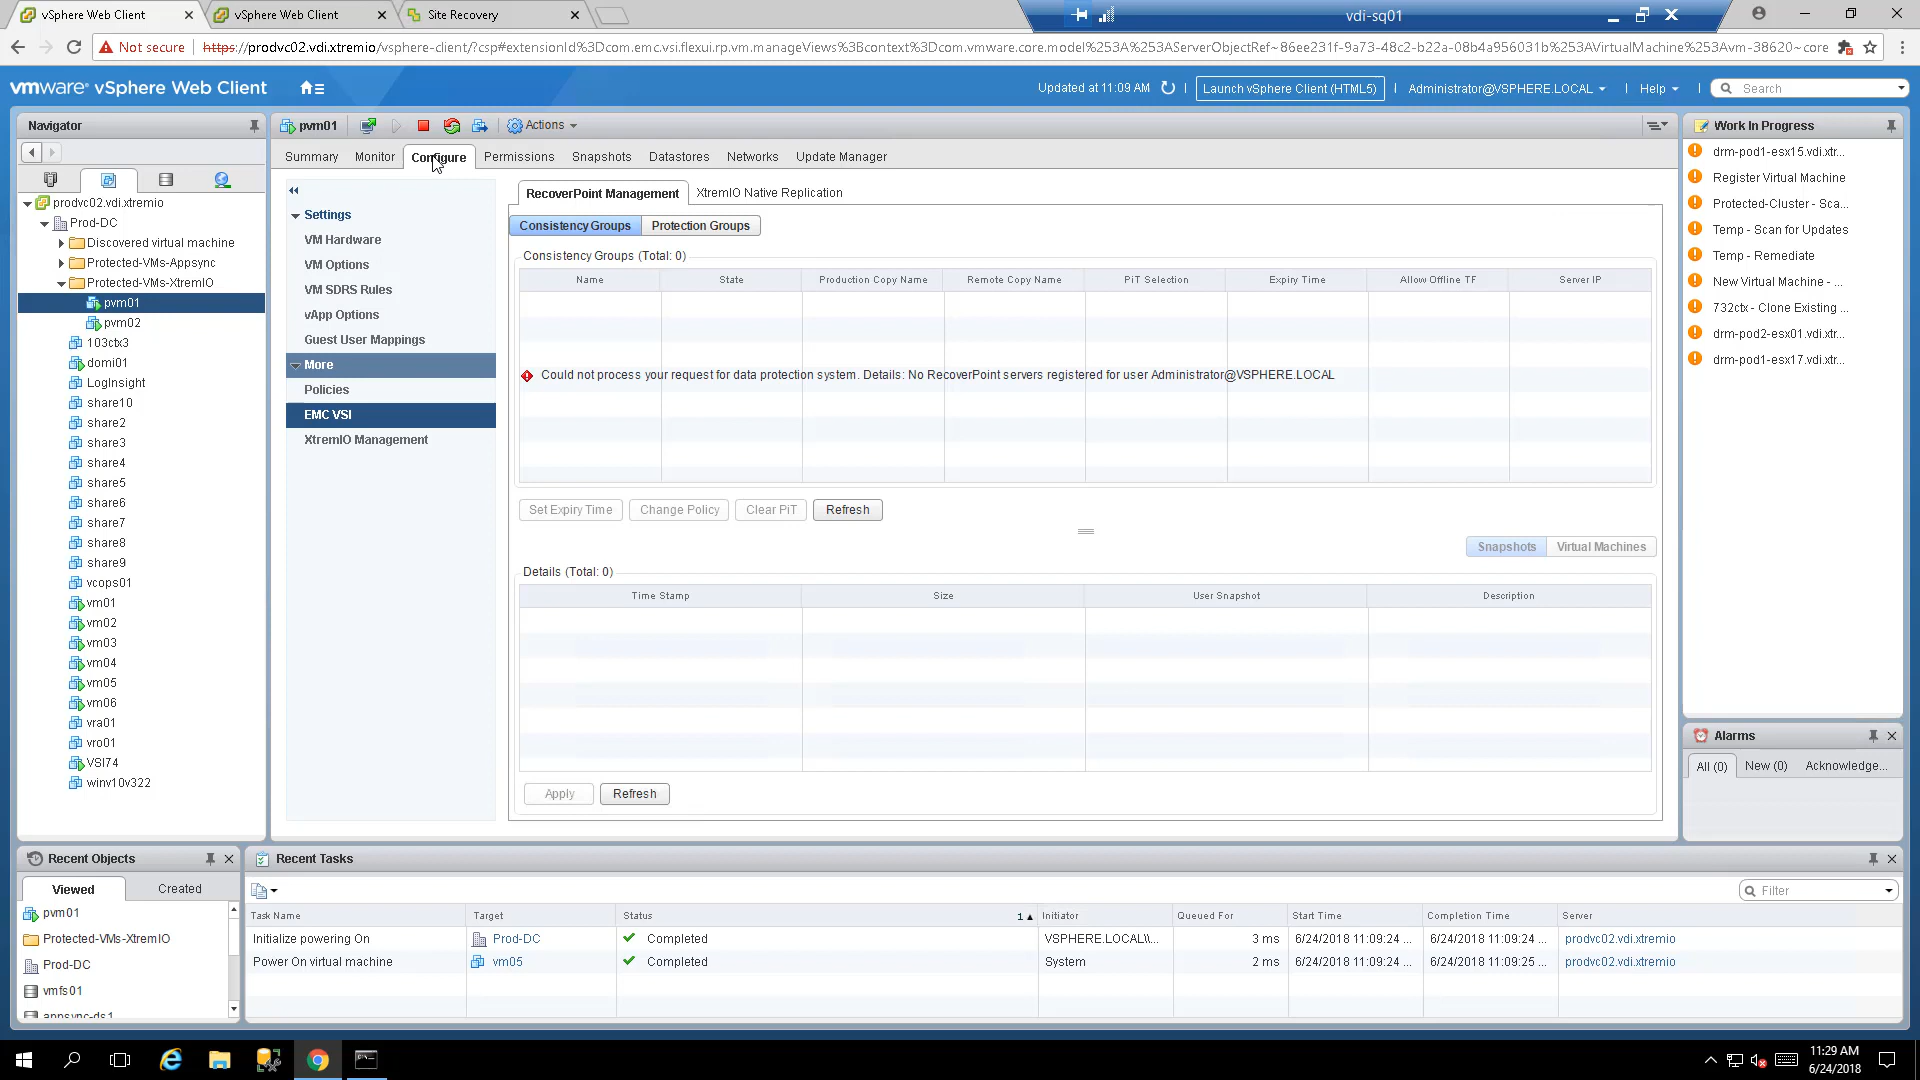 vSphere Web Client
vSphere Web Client
Site Recovery
vdi-sq01
Not secure
https://prodvc02.vdi.xtremio/vsphere-client/?csp#extensionId%3Dcom.emc.vsi.flexui.rp.vm.manageViews%3Bcontext%3Dcom.vmware.core.model%253A%253AServerObjectRef~86ee231f-9a73-48c2-b22a-08b4a956031b%253AVirtualMachine%253Avm-38620~core
vmware® vSphere Web Client
Updated at 11:09 AM
Launch vSphere Client (HTML5)
Administrator@VSPHERE.LOCAL
Help
Search
Navigator
prodvc02.vdi.xtremio
Prod-DC
Discovered virtual machine
Protected-VMs-Appsync
Protected-VMs-XtremIO
pvm01
pvm02
103ctx3
domi01
LogInsight
share10
share2
share3
share4
share5
share6
share7
share8
share9
vcops01
vm01
vm02
vm03
vm04
vm05
vm06
vra01
vro01
VSI74
winv10v322
pvm01
Actions
Summary
Monitor
Configure
Permissions
Snapshots
Datastores
Networks
Update Manager
Settings
VM Hardware
VM Options
VM SDRS Rules
vApp Options
Guest User Mappings
More
Policies
EMC VSI
XtremIO Management
RecoverPoint Management
XtremIO Native Replication
Consistency Groups
Protection Groups
Consistency Groups (Total: 0)
Name
State
Production Copy Name
Remote Copy Name
PiT Selection
Expiry Time
Allow Offline TF
Server IP
Could not process your request for data protection system. Details: No RecoverPoint servers registered for user Administrator@VSPHERE.LOCAL
Set Expiry Time
Change Policy
Clear PiT
Refresh
Snapshots
Virtual Machines
Details (Total: 0)
Time Stamp
Size
User Snapshot
Description
Apply
Refresh
Work In Progress
drm-pod1-esx15.vdi.xtr...
Register Virtual Machine
Protected-Cluster - Sca...
Temp - Scan for Updates
Temp - Remediate
New Virtual Machine - ...
732ctx - Clone Existing ...
drm-pod2-esx01.vdi.xtr...
drm-pod1-esx17.vdi.xtr...
Alarms
All (0)
New (0)
Acknowledge...
Recent Objects
Viewed
Created
pvm01
Protected-VMs-XtremIO
Prod-DC
vmfs01
appsync-ds1
Recent Tasks
Filter
Task Name
Target
Status
1
Initiator
Queued For
Start Time
Completion Time
Server
Initialize powering On
Prod-DC
Completed
VSPHERE.LOCAL\\...
3 ms
6/24/2018 11:09:24 ...
6/24/2018 11:09:24 ...
prodvc02.vdi.xtremio
Power On virtual machine
vm05
Completed
System
2 ms
6/24/2018 11:09:24 ...
6/24/2018 11:09:25 ...
prodvc02.vdi.xtremio
11:29 AM
6/24/2018